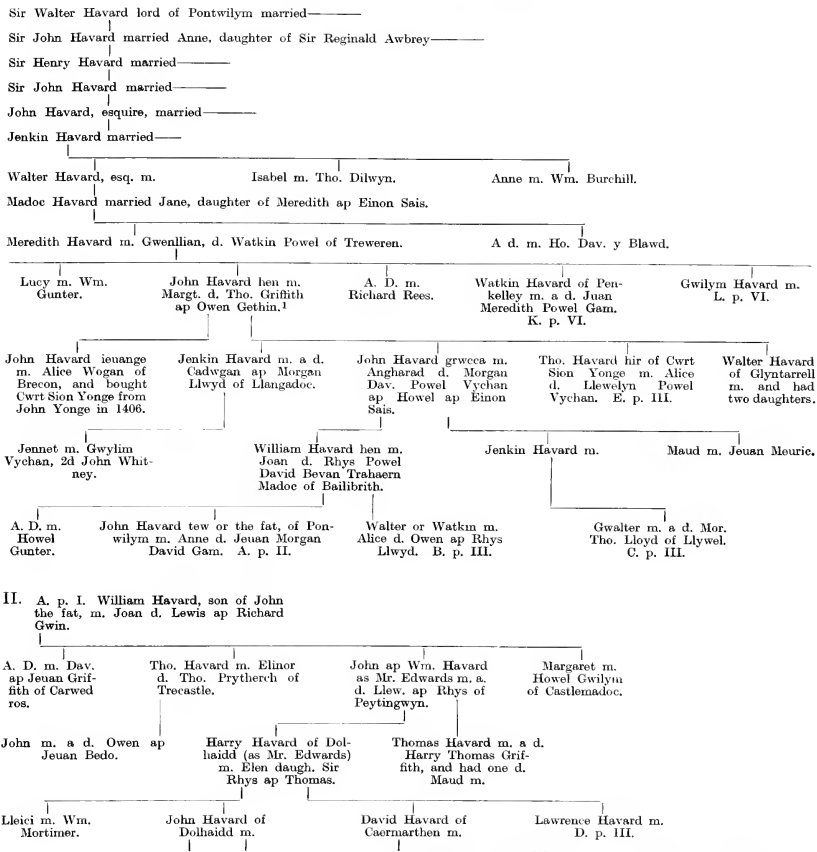 Sir Walter Havard lord of Pontwilym married
Sir John Havard married Anne, daughter of Sir Reginald Awbrey
Sir Henry Havard married
Sir John Havard married
John Havard, esquire, married
Jenkin Havard married
Walter Havard, esq. m.
Isabel m. Tho. Dilwyn.
Anne m. Wm. Burchill.
Madoc Havard married Jane, daughter of Meredith ap Einon Sais.
Meredith Havard m. Gwenllian, d. Watkin Powel of Treweren.
A d. m. Ho. Dav. y Blawd.
Lucy m. Wm.
Gunter.
John Havard hen m.
Margt. d. Tho. Griffith
ap Owen Gethin.1
A. D. m.
Richard Rees.
Watkin Havard of Pen-
kelley m. a d. Juan
Meredith Powel Gam.
K. p. VI.
Gwilym Havard m.
L. p. VI.
John Havard ieuange
m. Alice Wogan of
Brecon, and bought
Cwrt Sion Yonge from
John Yonge in 1406.
Jenkin Havard m. a d.
Cadwgan ap Morgan
Llwyd of Llangadoc.
John Havard grwcca m.
Angharad d. Morgan
Dav. Powel Vychan
ap Howel ap Einon
Sais.
Tho. Havard hir of Cwrt
Sion Yonge m. Alice
d. Llewelyn Powel
Vychan. E. p. III.
Walter Havard
of Glyntarrell
m. and had
two daughters.
Jennet m. Gwylim
Vychan, 2d John Whit-
ney.
William Havard hen m.
Joan d. Rhys Powel
David Bevan Trahaern
Madoc of Bailibrith.
Jenkin Havard m.
Maud m. Jeuan Meuric.
A. D. m.
Howel
Gunter.
John Havard tew or the fat, of Pon-
wilym m. Anne d. Jeuan Morgan
David Gam. A. p. II.
Walter or Watkin m.
Alice d. Owen ap Rhys
Llwyd. B. p. III.
Gwalter m. a d. Mor.
Tho. Lloyd of Llywel.
C. p. III.
II. A. p. I. William Havard, son of John
the fat, m. Joan d. Lewis ap Richard
Gwin.
A. D. m. Dav.
ap Jeuan Grif-
fith of Carwed
ros.
Tho. Havard m. Elinor
d. Tho. Prytherch of
Trecastle.
John ap Wm. Havard
as Mr. Edwards m. a.
d. Llew. ap Rhys of
Peytingwyn.
Margaret m.
Howel Gwilym
of Castlemadoc.
John m. a d. Owen ap
Jeuan Bedo.
Harry Havard of Dol-
haidd (as Mr. Edwards)
m. Elen daugh. Sir
Rhys ap Thomas.
Thomas Havard m. a d.
Harry Thomas Grif-
fith, and had one d.
Maud m.
Lleici m. Wm.
Mortimer.
John Havard of
Dolhaidd m.
David Havard of
Caermarthen m.
Lawrence Havard m.
D. p. III.